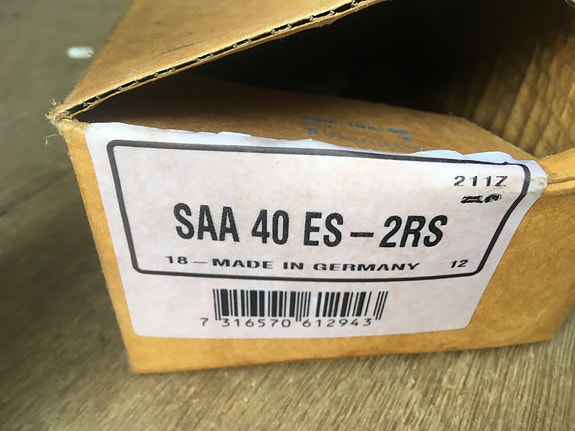 211Z
SAA 40 ES-2RS
18-MADE IN GERMANY 12
7 316570 612943